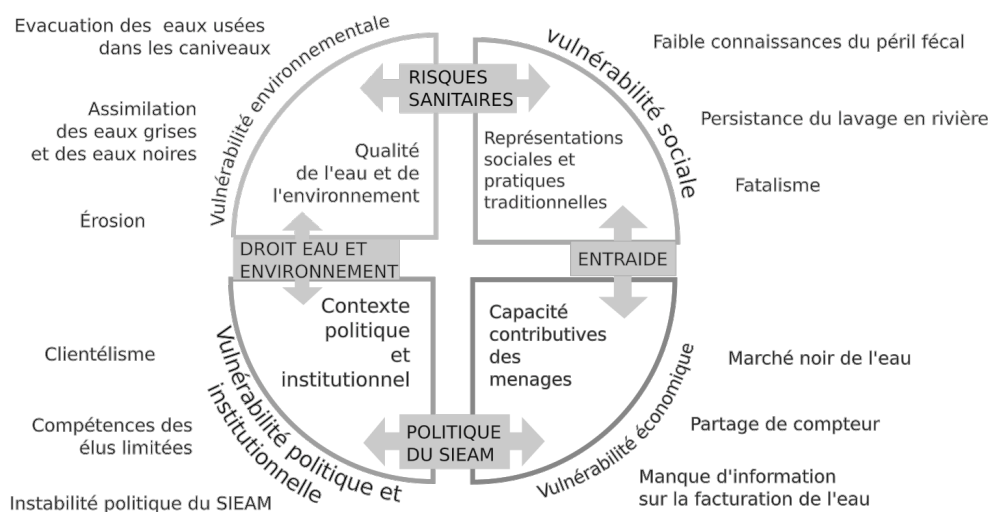 Evacuation des eaux usées
dans les caniveaux
Assimilation
des eaux grises
et des eaux noires
Érosion
Vulnérabilité environnementale
Qualité
de l'eau et de
l'environnement
RISQUES
SANITAIRES
vulnérabilité sociale
Représentations
sociales et
pratiques
traditionnelles
Faible connaissances du péril fécal
Persistance du lavage en rivière
Fatalisme
DROIT EAU ET
ENVIRONNEMENT
ENTRAIDE
Clientélisme
Compétences des
élus limitées
Instabilité politique du SIEAM
Vulnérabilité politique et
institutionnelle
Contexte
politique
et
institutionnel
POLITIQUE
DU SIEAM
Capacité
contributives
des
menages
Vulnérabilité économique
Marché noir de l'eau
Partage de compteur
Manque d'information
sur la facturation de l'eau